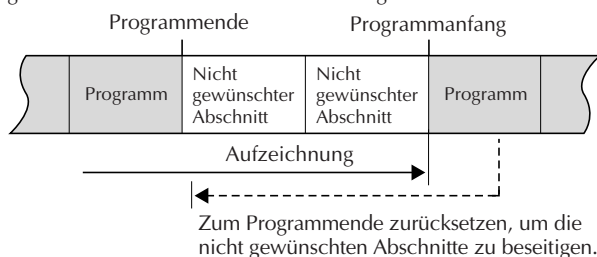 Programmende
Programmanfang
Programm
Nicht
gewünschter
Abschnitt
Nicht
gewünschter
Abschnitt
Programm
Aufzeichnung
Zum Programmende zurücksetzen, um die
nicht gewünschten Abschnitte zu beseitigen.